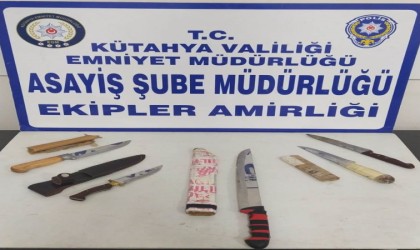 T.C.
KÜTAHYA VALİLİĞİ
EMNİYET MÜDÜRLÜĞÜ
ASAYİŞ ŞUBE MÜDÜRLÜĞÜ
EKİPLER AMİRLİĞİ